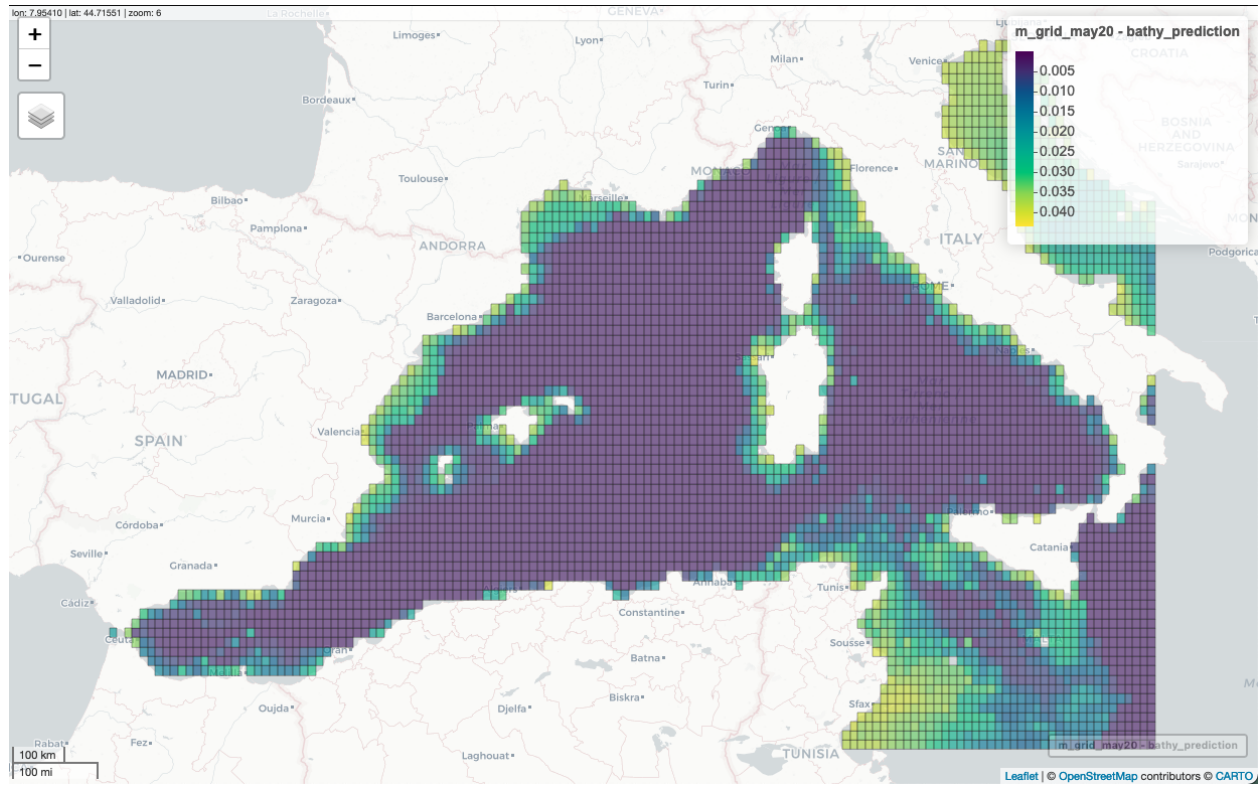 lon: 7.95410 | lat: 44.71551 | zoom: 6
+
−
La Rochelle
GENEVA
Limoges
Lyon
Milan
Venice
Turin
Bordeaux
m_grid_may20 - bathy_prediction
0.005
0.010
0.015
0.020
0.025
0.030
0.035
0.040
CROATIA
BOSNIA
AND
HERZEGOVINA
Sarajevo
SAN
MARINO
Florence
Toulouse
Bilbao
Pamplona
ANDORRA
ITALY
Podgorica
Ourense
Valladolid
Zaragoza
Barcelona
ROME
MADRID
SPAIN
Valencia
Córdoba
Murcia
Palermo
Seville
Granada
Catania
Cádiz
Ceuta
Annaba
Tunis
Constantine
Sousse
Batna
Oujda
Djelfa
Biskra
Sfax
Rabat
Fez
Laghouat
TUNISIA
m_grid_may20 - bathy_prediction
100 km
100 mi
Leaflet | © OpenStreetMap contributors © CARTO